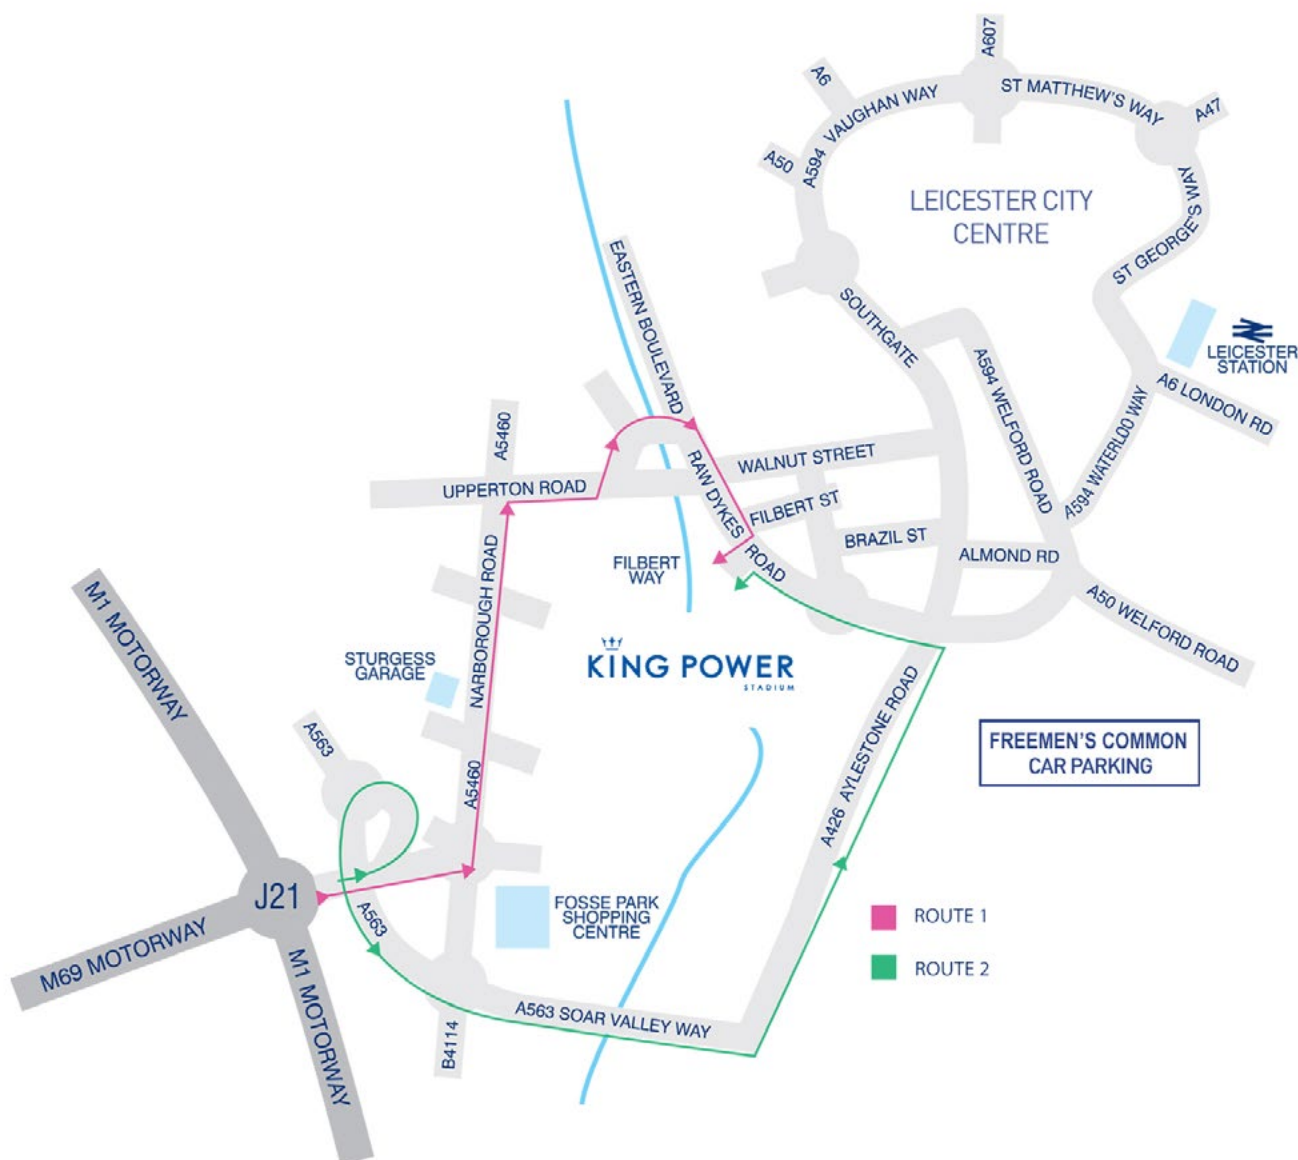 A607
A6
ST MATTHEW'S WAY
A594 VAUGHAN WAY
A47
A50
LEICESTER CITY
CENTRE
ST GEORGE'S WAY
EASTERN BOULEVARD
SOUTHGATE
LEICESTER
STATION
A594 WELFORD ROAD
A6 LONDON RD
A594 WATERLOO WAY
A5460
WALNUT STREET
UPPERTON ROAD
RAW DYKES
ROAD
FILBERT ST
BRAZIL ST
ALMOND RD
FILBERT
WAY
A50 WELFORD ROAD
M1 MOTORWAY
NARBOROUGH ROAD
STURGESS
GARAGE
KING POWER
STADIUM
A563
A5460
A426 AYLESTONE ROAD
FREEMEN'S COMMON
CAR PARKING
J21
A563
FOSSE PARK
SHOPPING
CENTRE
ROUTE 1
ROUTE 2
M69 MOTORWAY
M1 MOTORWAY
A563 SOAR VALLEY WAY
B4114